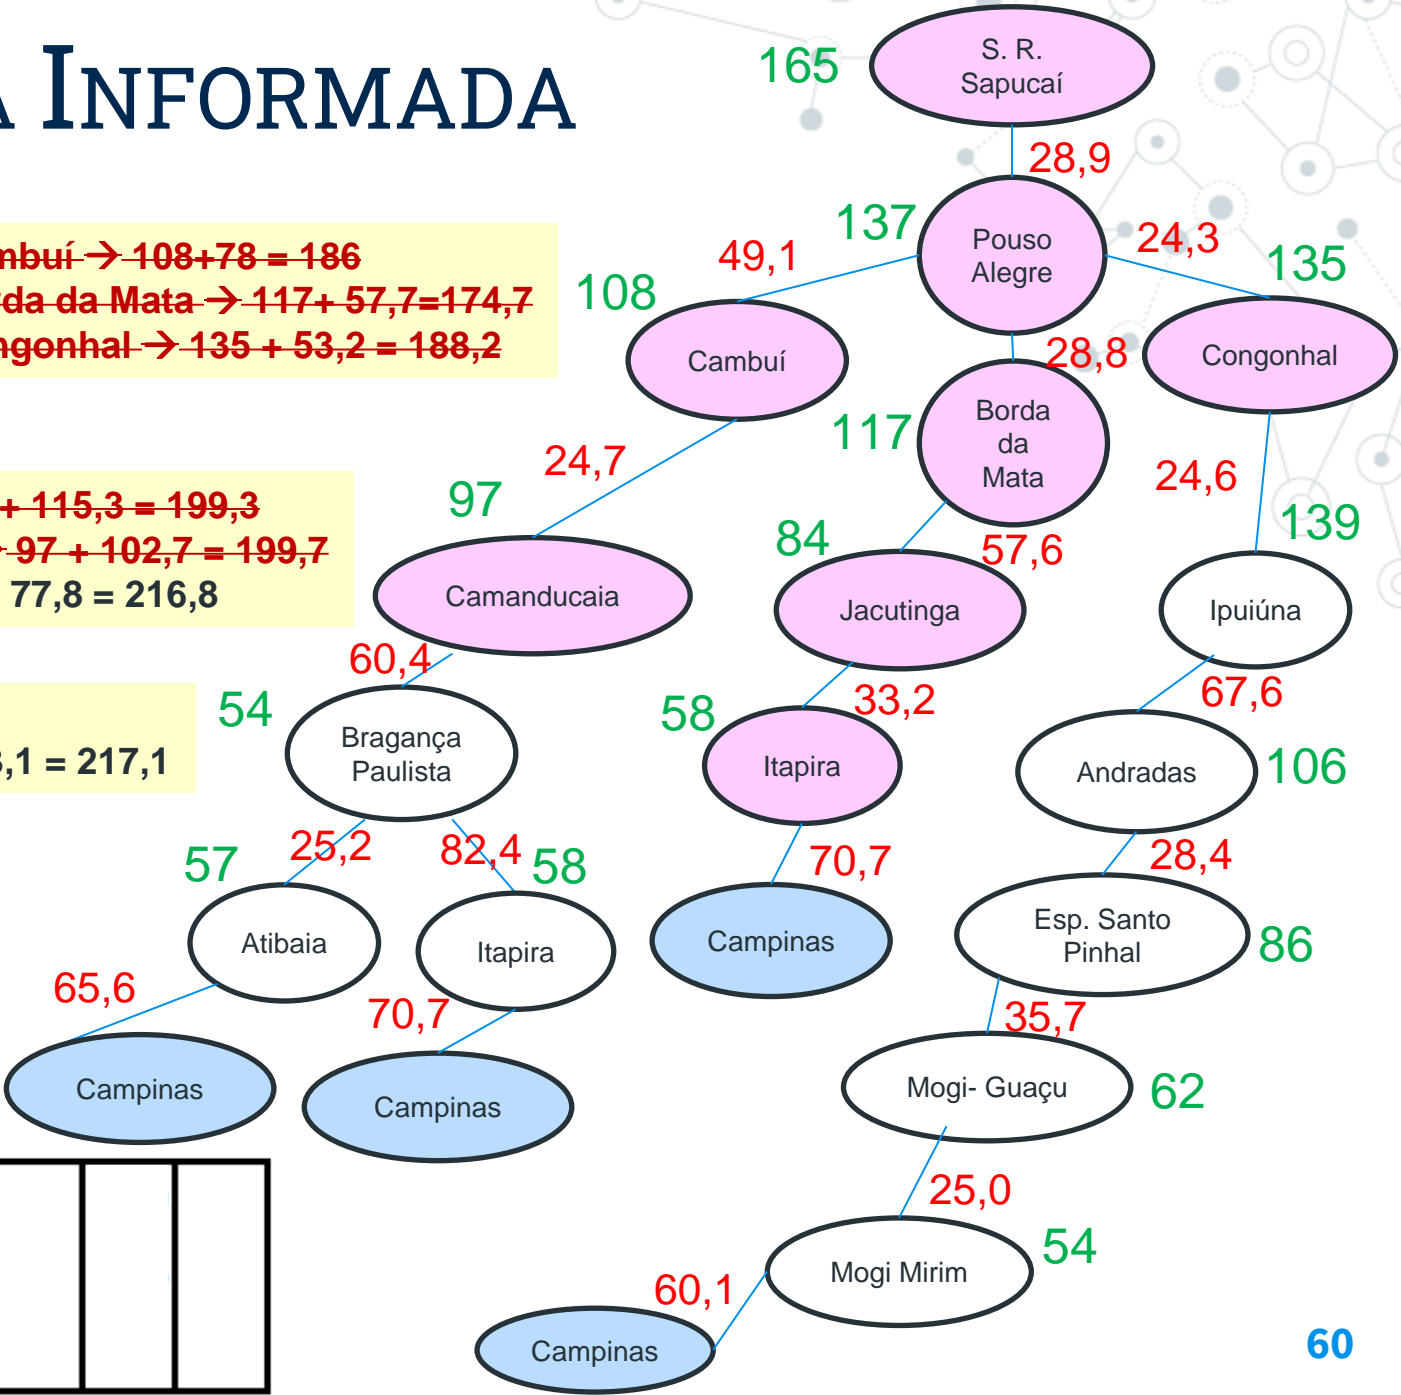 A INFORMADA
mbuí → 108+78 = 186
rda da Mata → 117+ 57,7=174,7
ngonhal → 135 + 53,2 = 188,2
+ 115,3 = 199,3
97 + 102,7 = 199,7
77,8 = 216,8
,1 = 217,1
165
S. R.
Sapucaí
28,9
137
Pouso
Alegre
49,1
24,3
28,8
108
Cambuí
117
Borda
da
Mata
135
Congonhal
24,7
57,6
24,6
97
Camanducaia
84
Jacutinga
139
Ipuiúna
60,4
33,2
67,6
54
Bragança
Paulista
58
Itapira
106
Andradas
25,2
82,4
70,7
28,4
57
Atibaia
58
Itapira
Campinas
Esp. Santo
Pinhal
86
65,6
70,7
35,7
Campinas
Campinas
Mogi- Guaçu
62
25,0
Mogi Mirim
54
60,1
Campinas
60